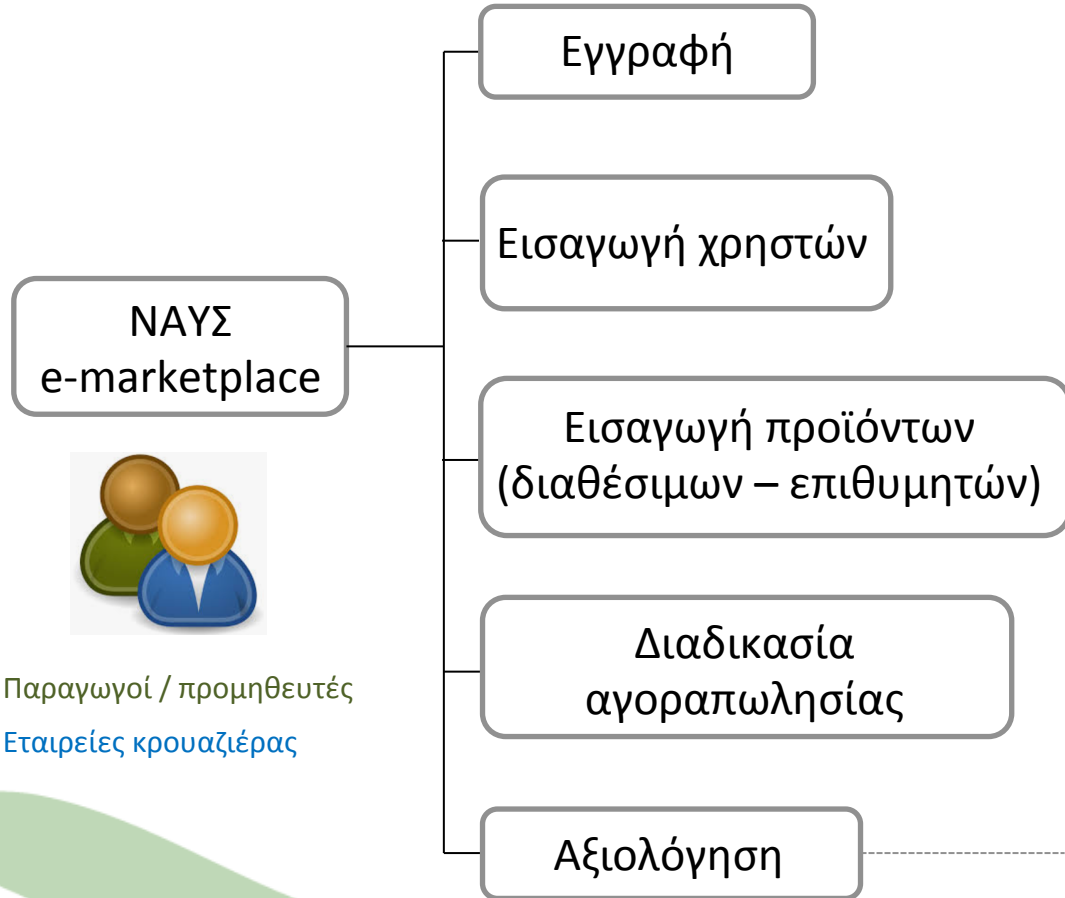 Εγγραφή
Εισαγωγή χρηστών
ΝΑΥΣ
e-marketplace
Εισαγωγή προϊόντων
(διαθέσιμων – επιθυμητών)
Διαδικασία
αγοραπωλησίας
Παραγωγοί / προμηθευτές
Εταιρείες κρουαζιέρας
Αξιολόγηση